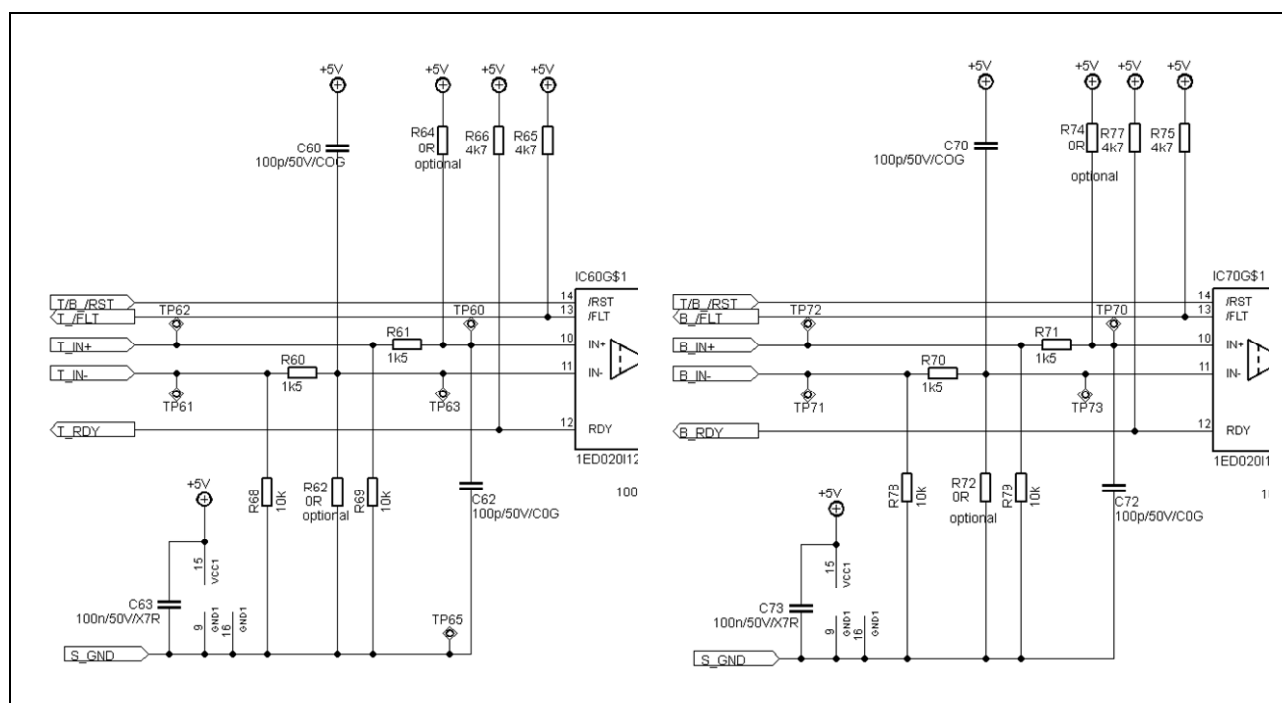 +5V
+5V
+5V
+5V
C60
100p/50V/COG
R64
0R
optional
R66
4k7
R65
4k7
IC60G$1
T/B_/RST
14
/RST
T_/FLT
13
/FLT
TP62
TP60
R61
T_IN+
10
IN+
1k5
R60
T_IN-
11
IN-
1k5
TP61
TP63
T_RDY
12
RDY
1ED020I12
100
+5V
R68
10k
R62
0R
optional
R69
10k
C62
100p/50V/C0G
15
VCC1
C63
100n/50V/X7R
9
GND1
16
GND1
TP65
S_GND
+5V
+5V
+5V
+5V
C70
100p/50V/COG
R74
0R
optional
R77
4k7
R75
4k7
IC70G$1
T/B_/RST
14
/RST
B_/FLT
13
/FLT
TP72
TP70
R71
B_IN+
10
IN+
1k5
R70
B_IN-
11
IN-
1k5
TP71
TP73
B_RDY
12
RDY
1ED020I12
+5V
R78
10k
R72
0R
optional
R79
10k
C72
100p/50V/C0G
15
VCC1
C73
100n/50V/X7R
9
GND1
16
GND1
S_GND